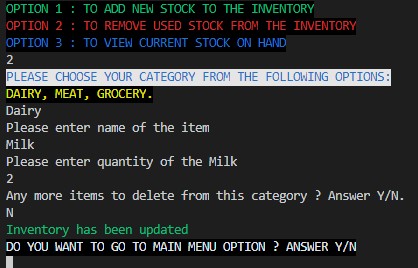 OPTION 1 : TO ADD NEW STOCK TO THE INVENTORY
OPTION 2 : TO REMOVE USED STOCK FROM THE INVENTORY
OPTION 3 : TO VIEW CURRENT STOCK ON HAND
2
PLEASE CHOOSE YOUR CATEGORY FROM THE FOLLOWING OPTIONS:
DAIRY, MEAT, GROCERY.
Dairy
Please enter name of the item
Milk
Please enter quantity of the Milk
2
Any more items to delete from this category ? Answer Y/N.
N
Inventory has been updated
DO YOU WANT TO GO TO MAIN MENU OPTION ? ANSWER Y/N